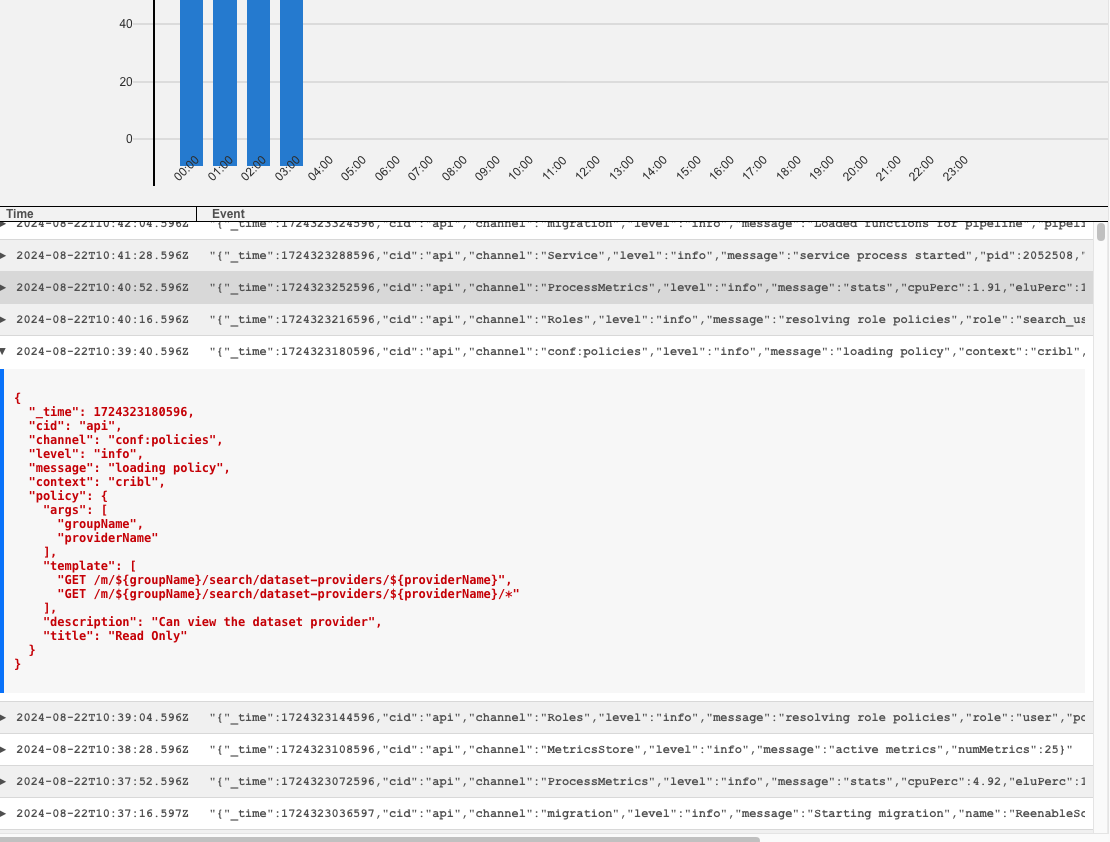 40
20
0
00:00 01:00 02:00 03:00 04:00 05:00 06:00 07:00 08:00 09:00 10:00 11:00 12:00 13:00 14:00 15:00 16:00 17:00 18:00 19:00 20:00 21:00 22:00 23:00
Time Event
2024-08-22T10:42:04.596Z "{"_time":1724323324596,"cid":"api","channel":"migration","level":"info","message":"Loaded functions for pipeline","pipeli
2024-08-22T10:41:28.596Z "{"_time":1724323288596,"cid":"api","channel":"Service","level":"info","message":"service process started","pid":2052508,"
2024-08-22T10:40:52.596Z "{"_time":1724323252596,"cid":"api","channel":"ProcessMetrics","level":"info","message":"stats","cpuPerc":1.91,"eluPerc":1
2024-08-22T10:40:16.596Z "{"_time":1724323216596,"cid":"api","channel":"Roles","level":"info","message":"resolving role policies","role":"search_us
2024-08-22T10:39:40.596Z "{"_time":1724323180596,"cid":"api","channel":"conf:policies","level":"info","message":"loading policy","context":"cribl",
{
"_time": 1724323180596,
"cid": "api",
"channel": "conf:policies",
"level": "info",
"message": "loading policy",
"context": "cribl",
"policy": {
"args": [
"groupName",
"providerName"
],
"template": [
"GET /m/${groupName}/search/dataset-providers/${providerName}",
"GET /m/${groupName}/search/dataset-providers/${providerName}/*"
],
"description": "Can view the dataset provider",
"title": "Read Only"
}
}
2024-08-22T10:39:04.596Z "{"_time":1724323144596,"cid":"api","channel":"Roles","level":"info","message":"resolving role policies","role":"user","po
2024-08-22T10:38:28.596Z "{"_time":1724323108596,"cid":"api","channel":"MetricsStore","level":"info","message":"active metrics","numMetrics":25}"
2024-08-22T10:37:52.596Z "{"_time":1724323072596,"cid":"api","channel":"ProcessMetrics","level":"info","message":"stats","cpuPerc":4.92,"eluPerc":1
2024-08-22T10:37:16.597Z "{"_time":1724323036597,"cid":"api","channel":"migration","level":"info","message":"Starting migration","name":"ReenableSc